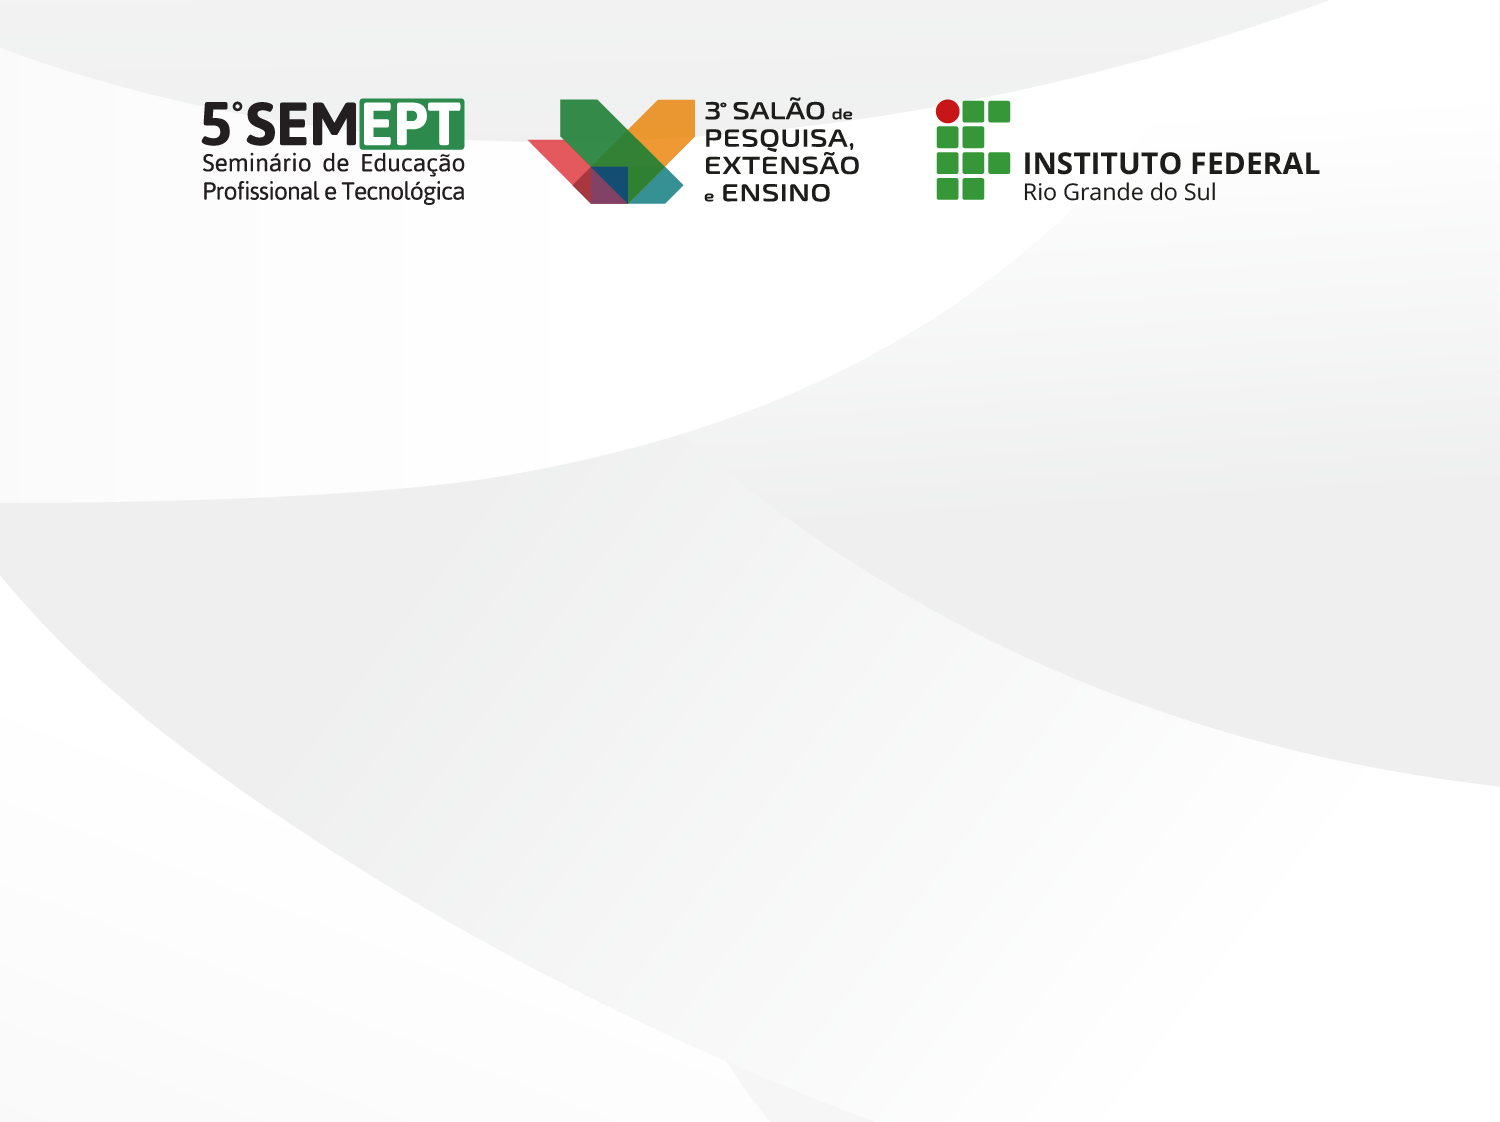 5° SEMEPT
Seminário de Educação
Profissional e Tecnológica
3° SALÃO de
PESQUISA,
EXTENSÃO
e ENSINO
INSTITUTO FEDERAL
Rio Grande do Sul